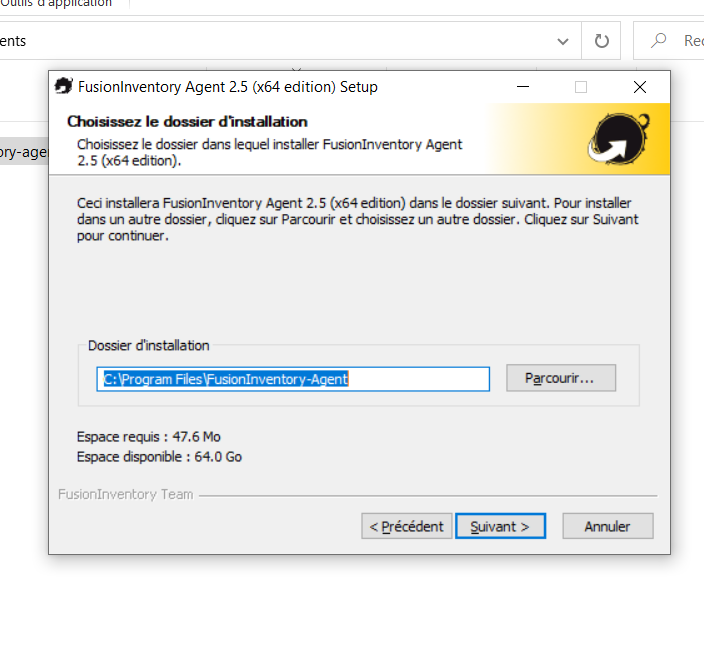 Outils d'application
ents
Rec
ory-age
FusionInventory Agent 2.5 (x64 edition) Setup
Choisissez le dossier d'installation
Choisissez le dossier dans lequel installer FusionInventory Agent
2.5 (x64 edition).
Ceci installera FusionInventory Agent 2.5 (x64 edition) dans le dossier suivant. Pour installer
dans un autre dossier, cliquez sur Parcourir et choisissez un autre dossier. Cliquez sur Suivant
pour continuer.
Dossier d'installation
C:\Program Files\FusionInventory-Agent
Parcourir...
Espace requis : 47.6 Mo
Espace disponible : 64.0 Go
FusionInventory Team
< Précédent
Suivant >
Annuler